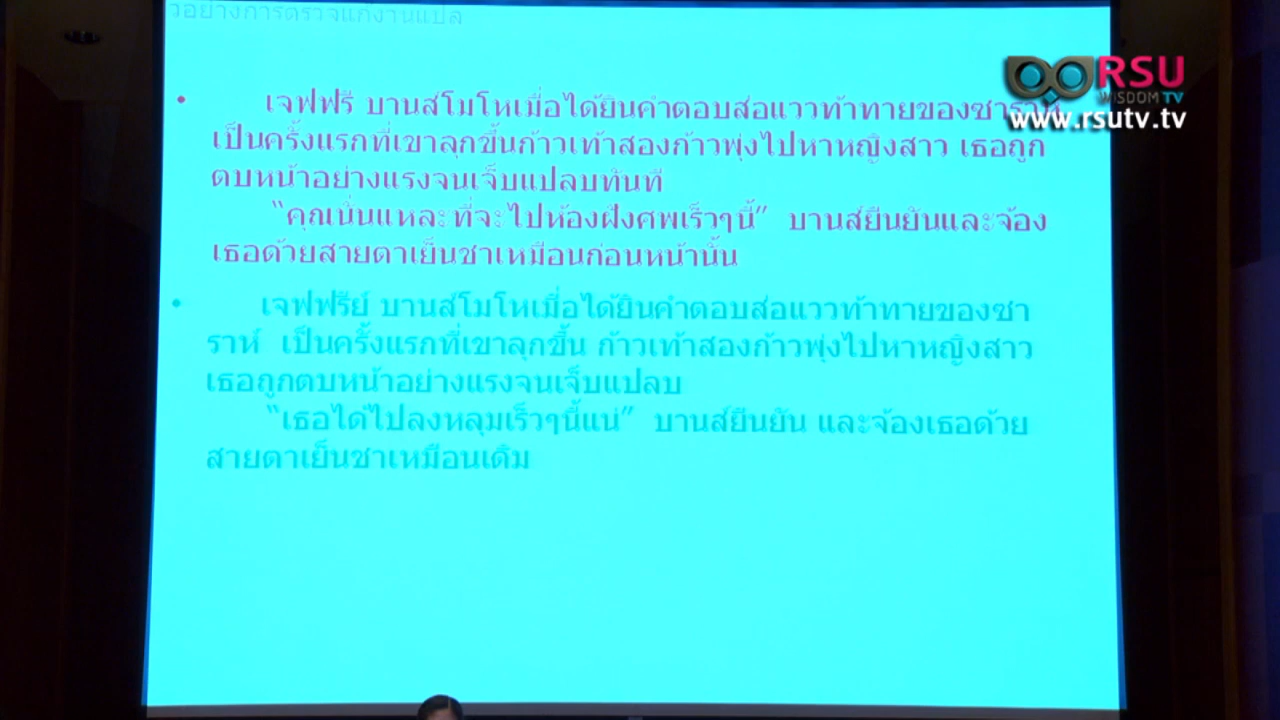 วอย่างการตรวจแก้งานแปล
RSU
WISDOM TV
www.rsutv.tv
• เจฟฟรี บานส์โมโหเมื่อได้ยินคำตอบส่อแววท้าทายของซาราห์
เป็นครั้งแรกที่เขาลุกขึ้นก้าวเท้าสองก้าวพุ่งไปหาหญิงสาว เธอถูก
ตบหน้าอย่างแรงจนเจ็บแปลบทันที
“คุณนั่นแหละที่จะไปห้องฝังศพเร็วๆนี้” บานส์ยืนยันและจ้อง
เธอด้วยสายตาเย็นชาเหมือนก่อนหน้านั้น
• เจฟฟรีย์ บานส์โมโหเมื่อได้ยินคำตอบส่อแววท้าทายของซา
ราห์ เป็นครั้งแรกที่เขาลุกขึ้น ก้าวเท้าสองก้าวพุ่งไปหาหญิงสาว
เธอถูกตบหน้าอย่างแรงจนเจ็บแปลบ
“เธอได้ไปลงหลุมเร็วๆนี้แน่” บานส์ยืนยัน และจ้องเธอด้วย
สายตาเย็นชาเหมือนเดิม